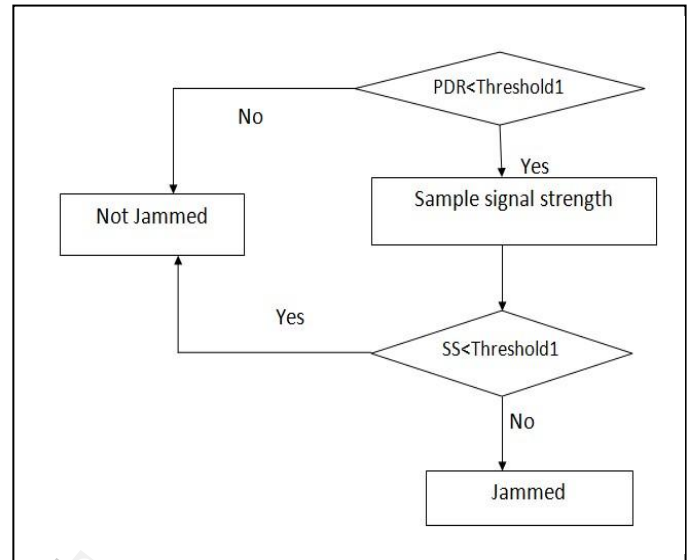 PDR<Threshold1
No
Yes
Sample signal strength
Not Jammed
Yes
SS<Threshold1
No
Jammed